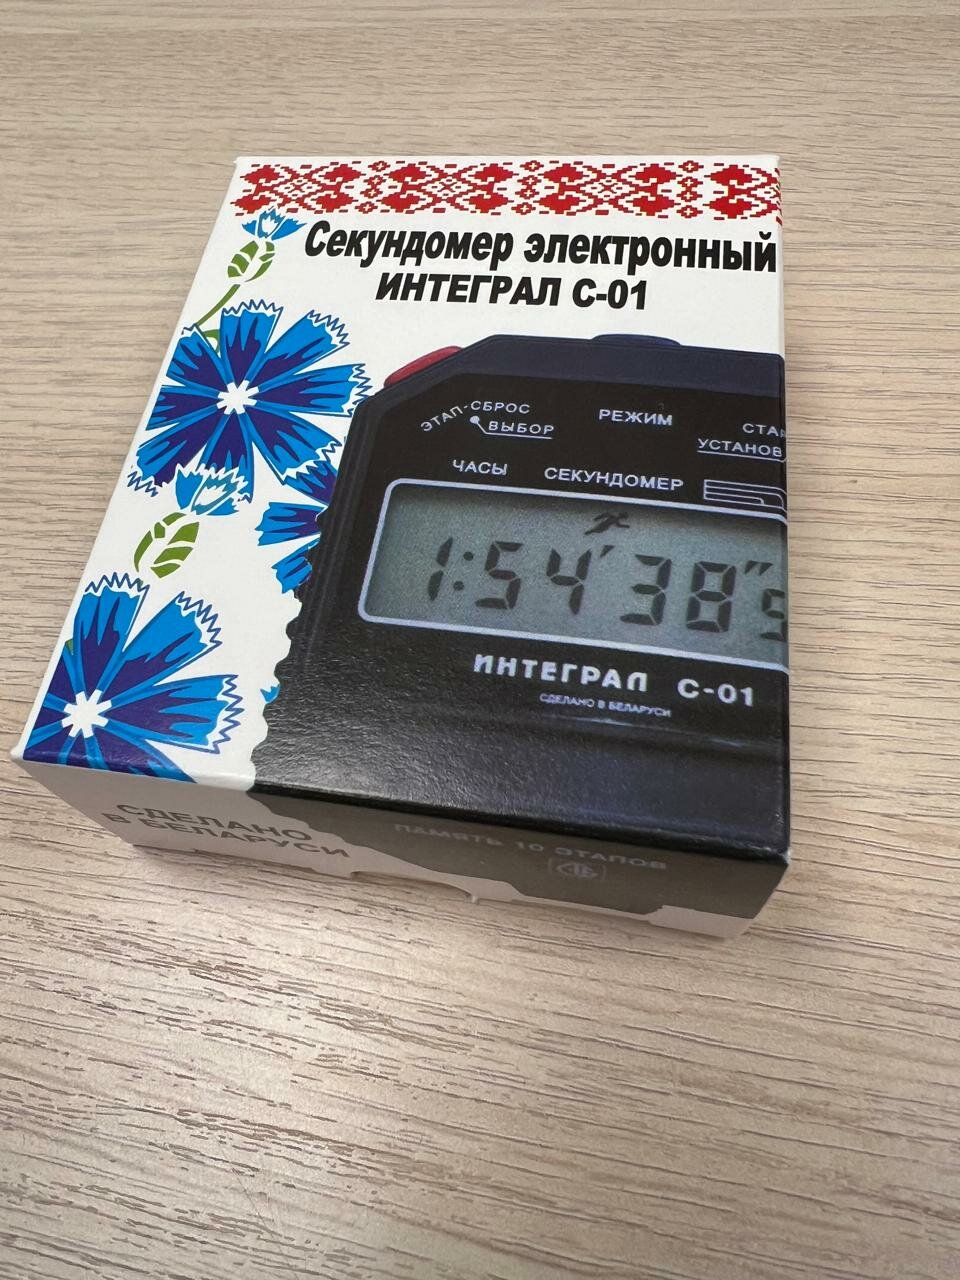 Секундомер электронный
ИНТЕГРАЛ С-01
ЭТАП-СБРОС
ВЫБОР
РЕЖИМ
СТАР
УСТАНОВ
ЧАСЫ
СЕКУНДОМЕР
1:54'38"
ИНТЕГРАЛ С-01
СДЕЛАНО В БЕЛАРУСИ
СДЕЛАНО
В БЕЛАРУСИ
ПАМЯТЬ 10 ЭТАПОВ